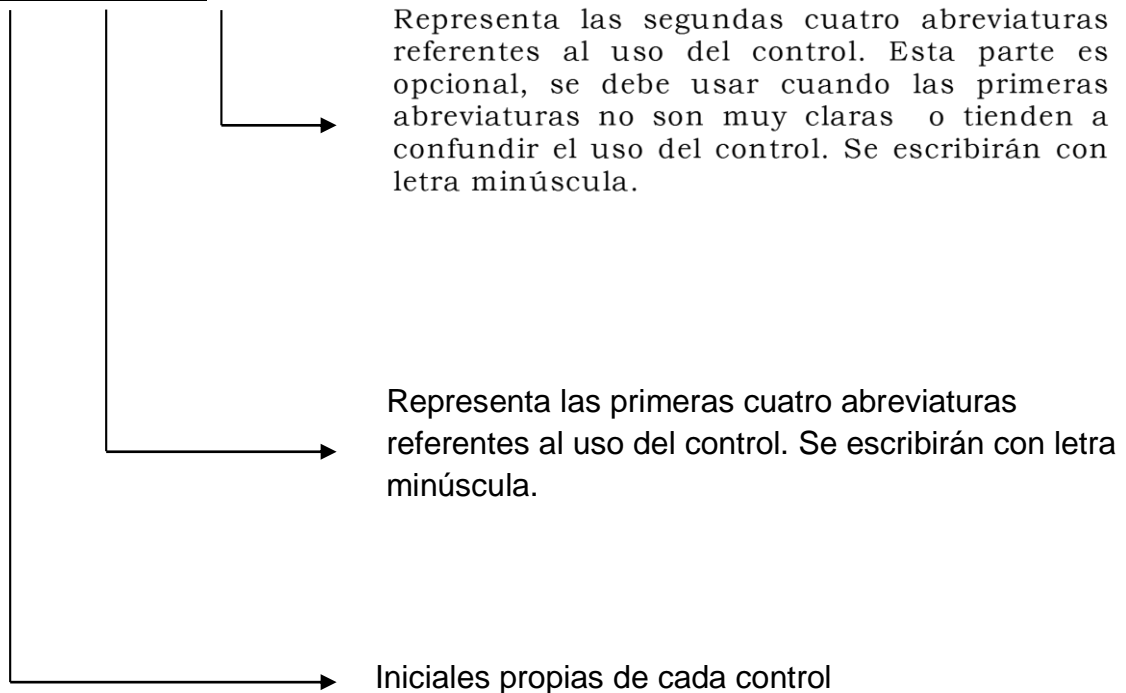 Representa las segundas cuatro abreviaturas
referentes al uso del control. Esta parte es
opcional, se debe usar cuando las primeras
abreviaturas no son muy claras o tienden a
confundir el uso del control. Se escribirán con
letra minúscula.
Representa las primeras cuatro abreviaturas
referentes al uso del control. Se escribirán con letra
minúscula.
Iniciales propias de cada control